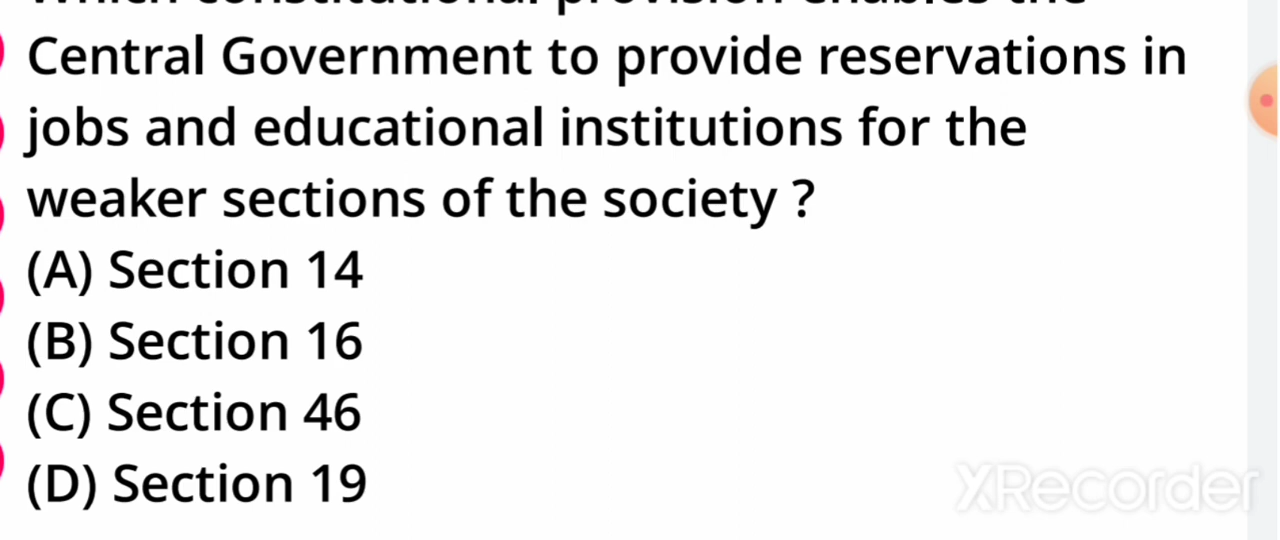 Central Government to provide reservations in
jobs and educational institutions for the
weaker sections of the society ?
(A) Section 14
(B) Section 16
(C) Section 46
(D) Section 19
XRecorder